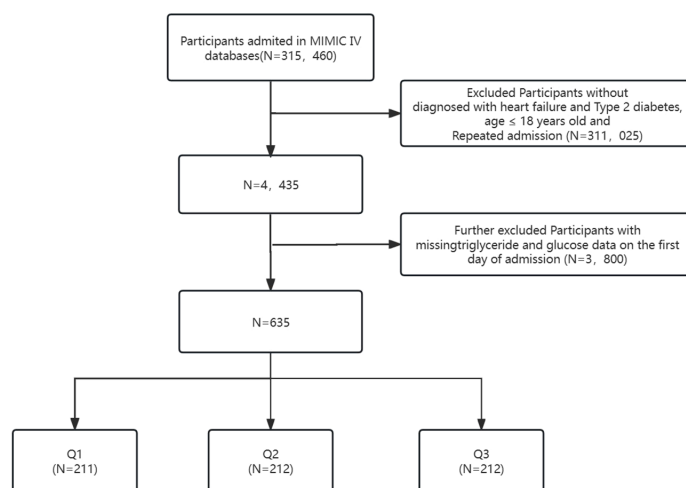 Participants admited in MIMIC IV
databases(N=315，460)
Excluded Participants without
diagnosed with heart failure and Type 2 diabetes,
age ≤ 18 years old and
Repeated admission (N=311，025)
N=4，435
Further excluded Participants with
missingtriglyceride and glucose data on the first
day of admission (N=3，800)
N=635
Q1
(N=211)
Q2
(N=212)
Q3
(N=212)